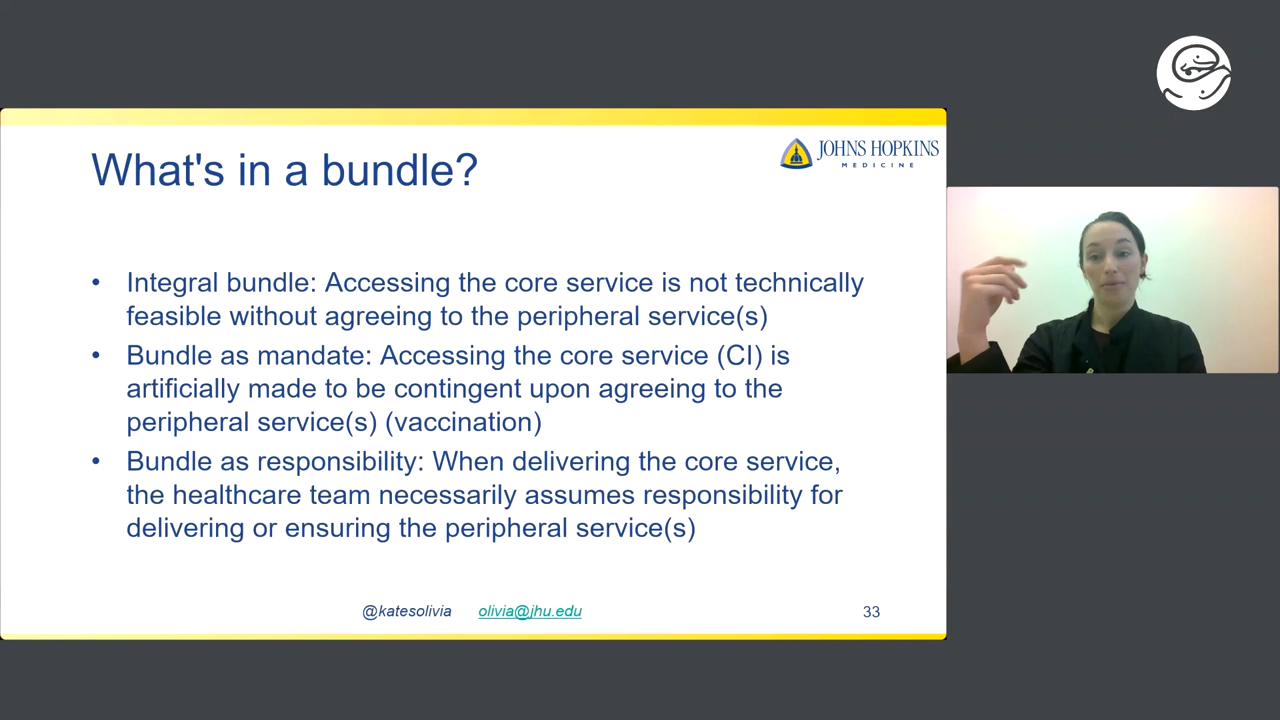 What's in a bundle?
JOHNS HOPKINS
MEDICINE
• Integral bundle: Accessing the core service is not technically
feasible without agreeing to the peripheral service(s)
• Bundle as mandate: Accessing the core service (CI) is
artificially made to be contingent upon agreeing to the
peripheral service(s) (vaccination)
• Bundle as responsibility: When delivering the core service,
the healthcare team necessarily assumes responsibility for
delivering or ensuring the peripheral service(s)
@katesolivia olivia@jhu.edu 33